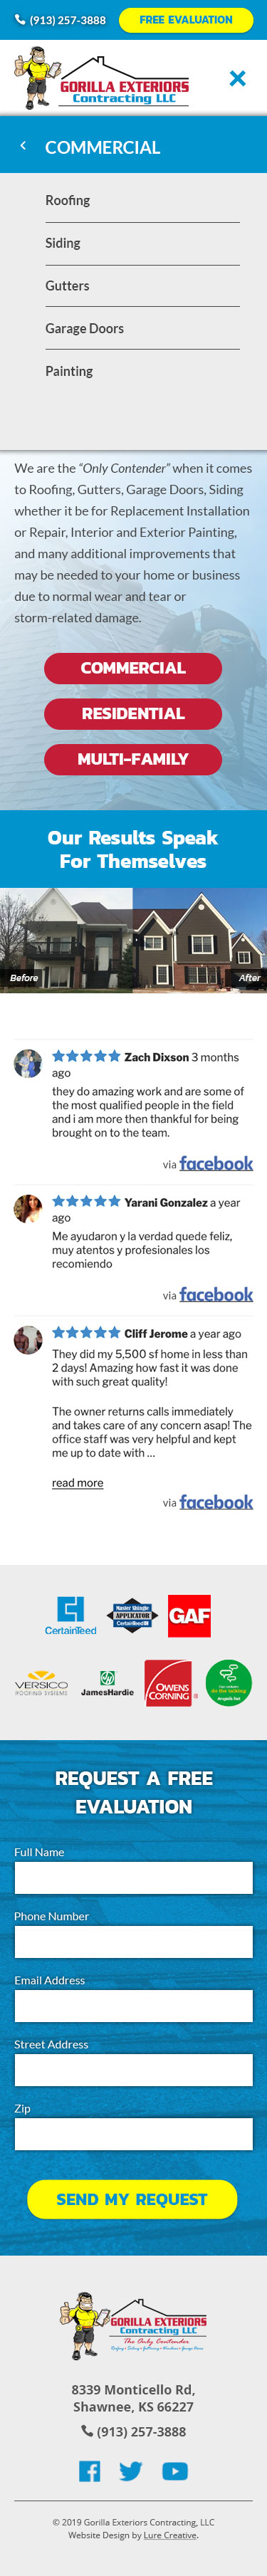 (913) 257-3888
FREE EVALUATION
GORILLA EXTERIORS
Contracting LLC
COMMERCIAL
Roofing
Siding
Gutters
Garage Doors
Painting
We are the “Only Contender” when it comes
to Roofing, Gutters, Garage Doors, Siding
whether it be for Replacement Installation
or Repair, Interior and Exterior Painting,
and many additional improvements that
may be needed to your home or business
due to normal wear and tear or
storm-related damage.
COMMERCIAL
RESIDENTIAL
MULTI-FAMILY
Our Results Speak
For Themselves
Before
After
Zach Dixson 3 months
ago
they do amazing work and are some of
the most qualified people in the field
and i am more then thankful for being
brought on to the team.
via facebook
Yarani Gonzalez a year
ago
Me ayudaron y la verdad quede feliz,
muy atentos y profesionales los
recomiendo
via facebook
Cliff Jerome a year ago
They did my 5,500 sf home in less than
2 days! Amazing how fast it was done
with such great quality!
The owner returns calls immediately
and takes care of any concern asap! The
office staff was very helpful and kept
me up to date with ...
read more
via facebook
CertainTeed
Master Shingle
APPLICATOR
CertainTeed
GAF
VERSICO
ROOFING SYSTEMS
JamesHardie
OWENS
CORNING
do the talking
Angie's list
REQUEST A FREE
EVALUATION
Full Name
Phone Number
Email Address
Street Address
Zip
SEND MY REQUEST
GORILLA EXTERIORS
Contracting LLC
The Only Contender
8339 Monticello Rd,
Shawnee, KS 66227
(913) 257-3888
© 2019 Gorilla Exteriors Contracting, LLC
Website Design by Lure Creative.